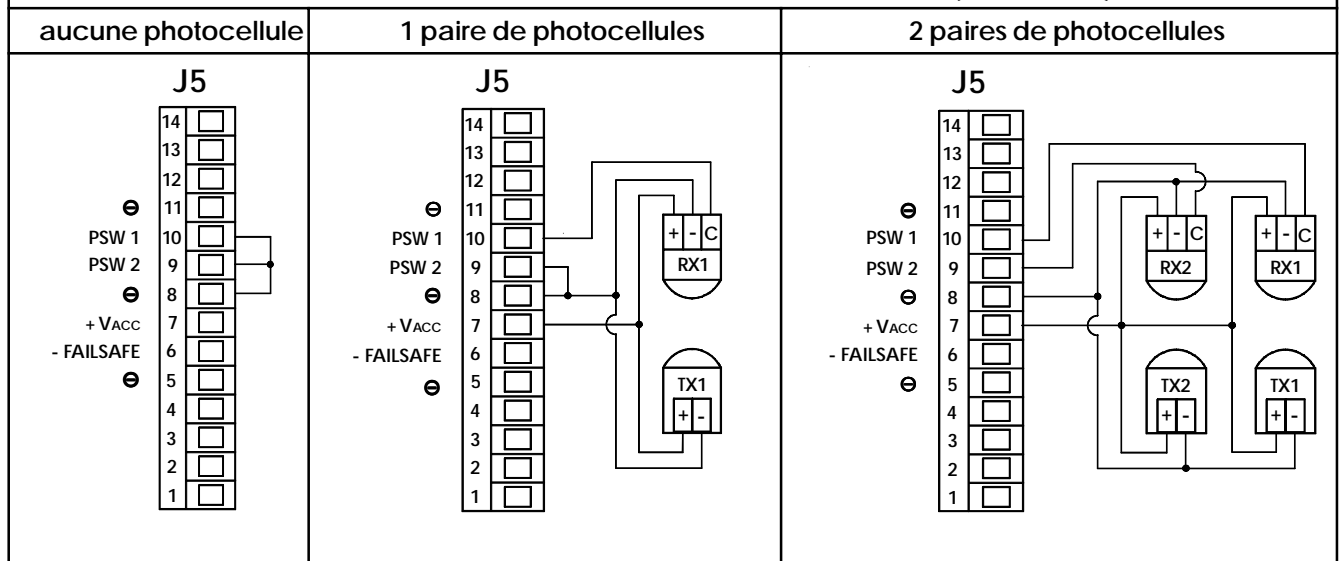 aucune photocellule
1 paire de photocellules
2 paires de photocellules
J5
14
13
12
⊖ 11
PSW 1 10
PSW 2 9
⊖ 8
+ VACC 7
- FAILSAFE 6
⊖ 5
4
3
2
1
J5
14
13
12
⊖ 11
PSW 1 10
PSW 2 9
⊖ 8
+ VACC 7
- FAILSAFE 6
⊖ 5
4
3
2
1
+ - C
RX1
TX1
+ -
J5
14
13
12
⊖ 11
PSW 1 10
PSW 2 9
⊖ 8
+ VACC 7
- FAILSAFE 6
⊖ 5
4
3
2
1
+ - C
RX2
+ - C
RX1
TX2
+ -
TX1
+ -